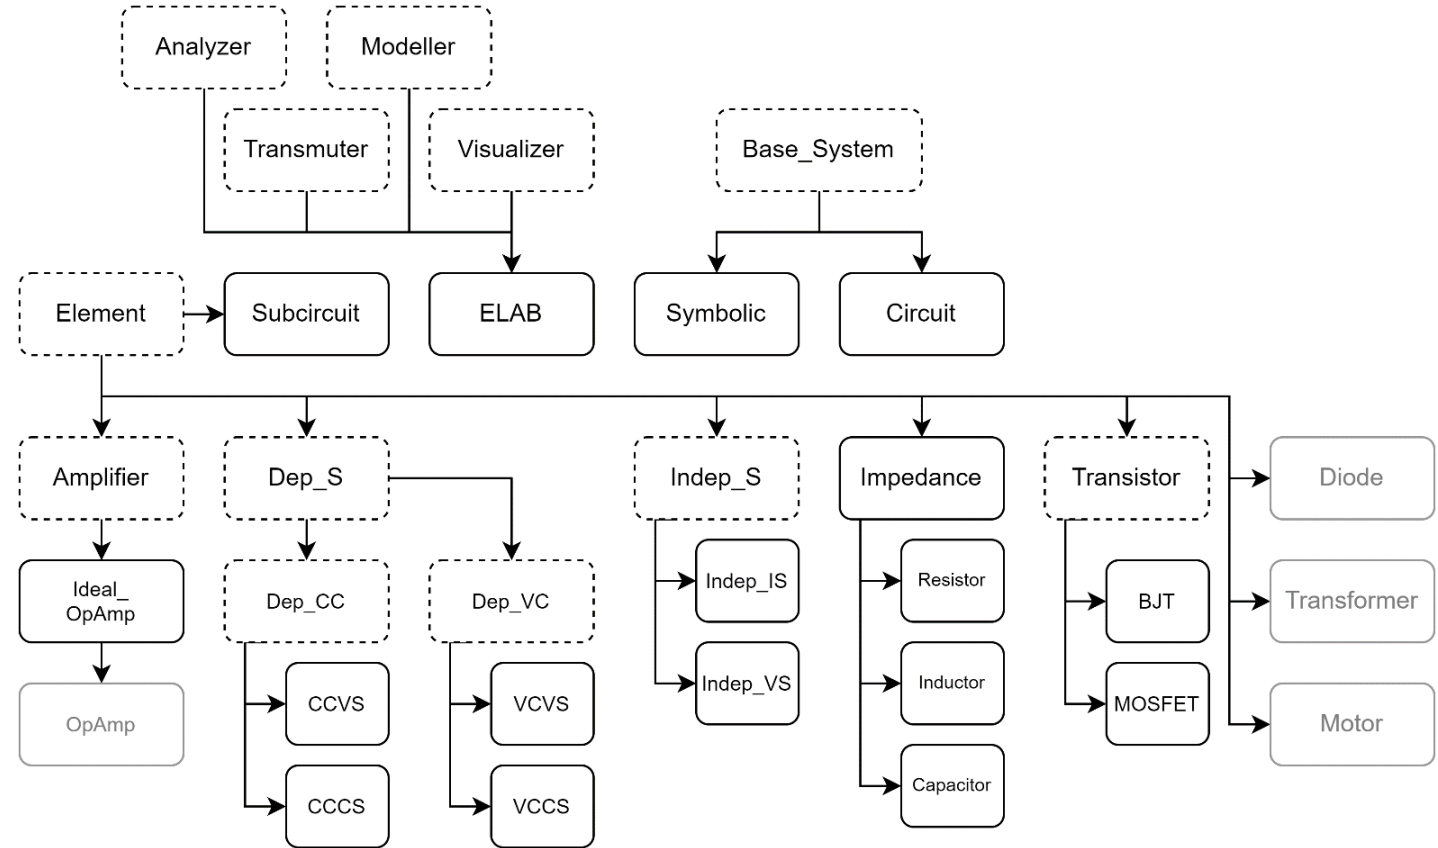 Analyzer
Modeller
Transmuter
Visualizer
Base_System
Element
Subcircuit
ELAB
Symbolic
Circuit
Amplifier
Dep_S
Indep_S
Impedance
Transistor
Diode
Ideal_
OpAmp
Dep_CC
Dep_VC
Indep_IS
Resistor
BJT
Transformer
OpAmp
CCVS
VCVS
Indep_VS
Inductor
MOSFET
Motor
CCCS
VCCS
Capacitor